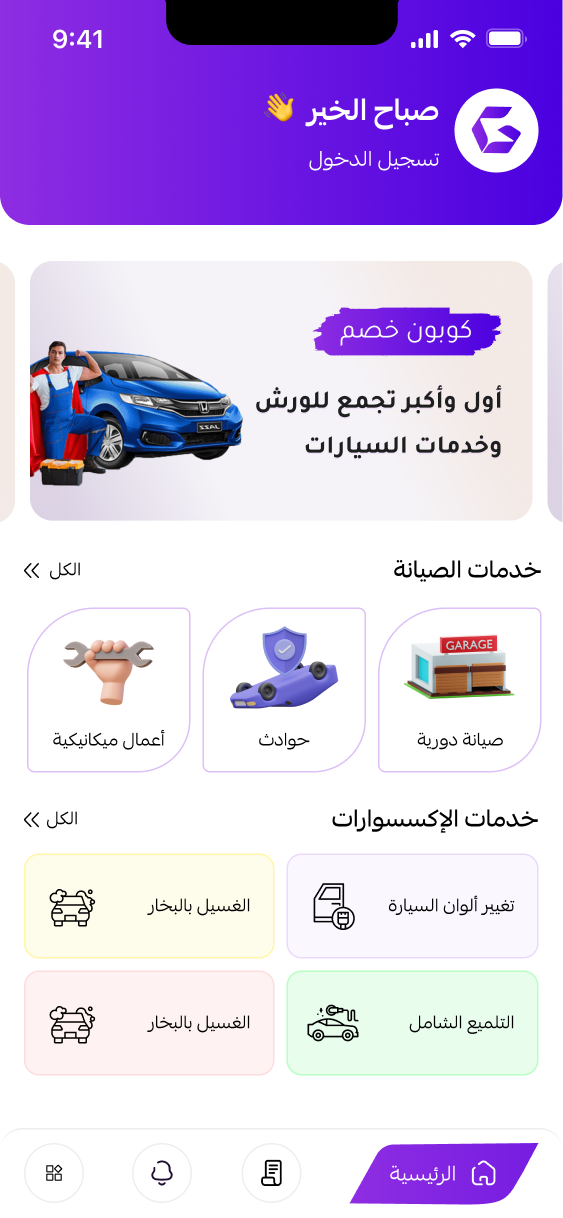 9:41
صباح الخير 👋
تسجيل الدخول
كوبون خصم
أول وأكبر تجمع للورش
وخدمات السيارات
خدمات الصيانة
الكل
GARAGE
صيانة دورية
حوادث
أعمال ميكانيكية
خدمات الإكسسوارات
الكل
تغيير ألوان السيارة
الغسيل بالبخار
التلميع الشامل
الغسيل بالبخار
الرئيسية